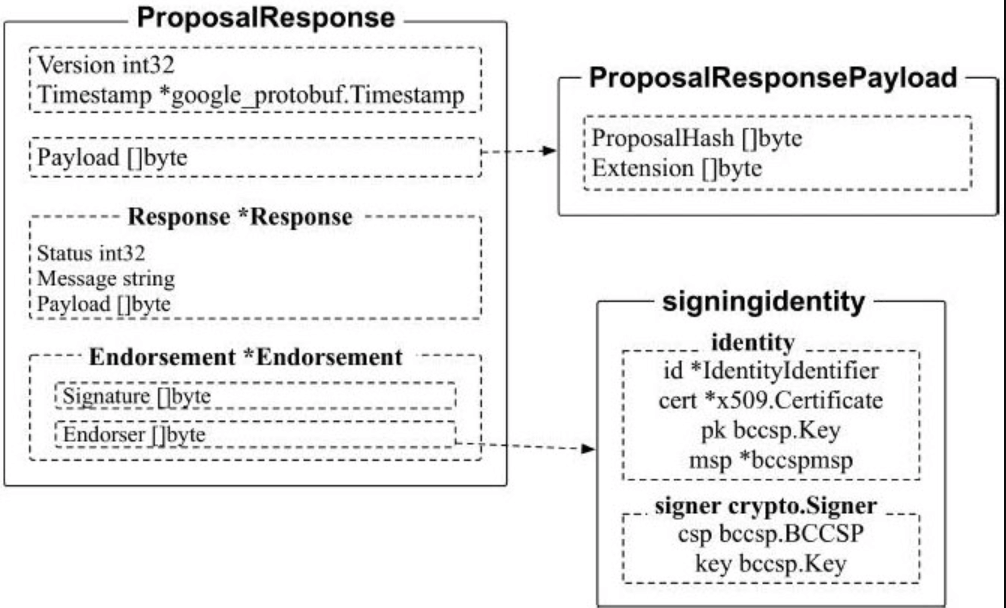 ProposalResponse
Version int32
Timestamp *google_protobuf.Timestamp
Payload []byte
Response *Response
Status int32
Message string
Payload []byte
Endorsement *Endorsement
Signature []byte
Endorser []byte
ProposalResponsePayload
ProposalHash []byte
Extension []byte
signingidentity
identity
id *IdentityIdentifier
cert *x509.Certificate
pk bccsp.Key
msp *bccspmsp
signer crypto.Signer
csp bccsp.BCCSP
key bccsp.Key